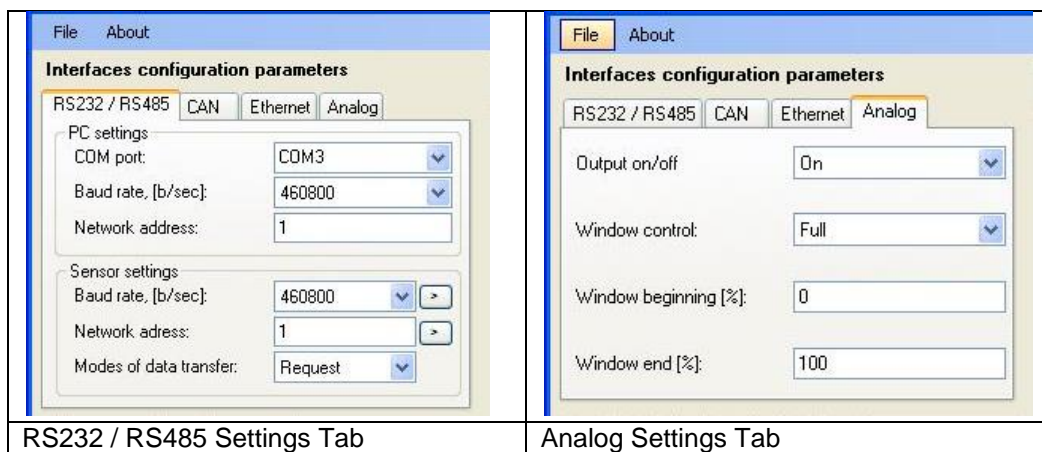 File About
Interfaces configuration parameters
RS232 / RS485 CAN Ethernet Analog
PC settings
COM port: COM3
Baud rate, [b/sec]: 460800
Network address: 1
Sensor settings
Baud rate, [b/sec]: 460800 >
Network adress: 1 >
Modes of data transfer: Request
RS232 / RS485 Settings Tab
File About
Interfaces configuration parameters
RS232 / RS485 CAN Ethernet Analog
Output on/off On
Window control: Full
Window beginning [%]: 0
Window end [%]: 100
Analog Settings Tab